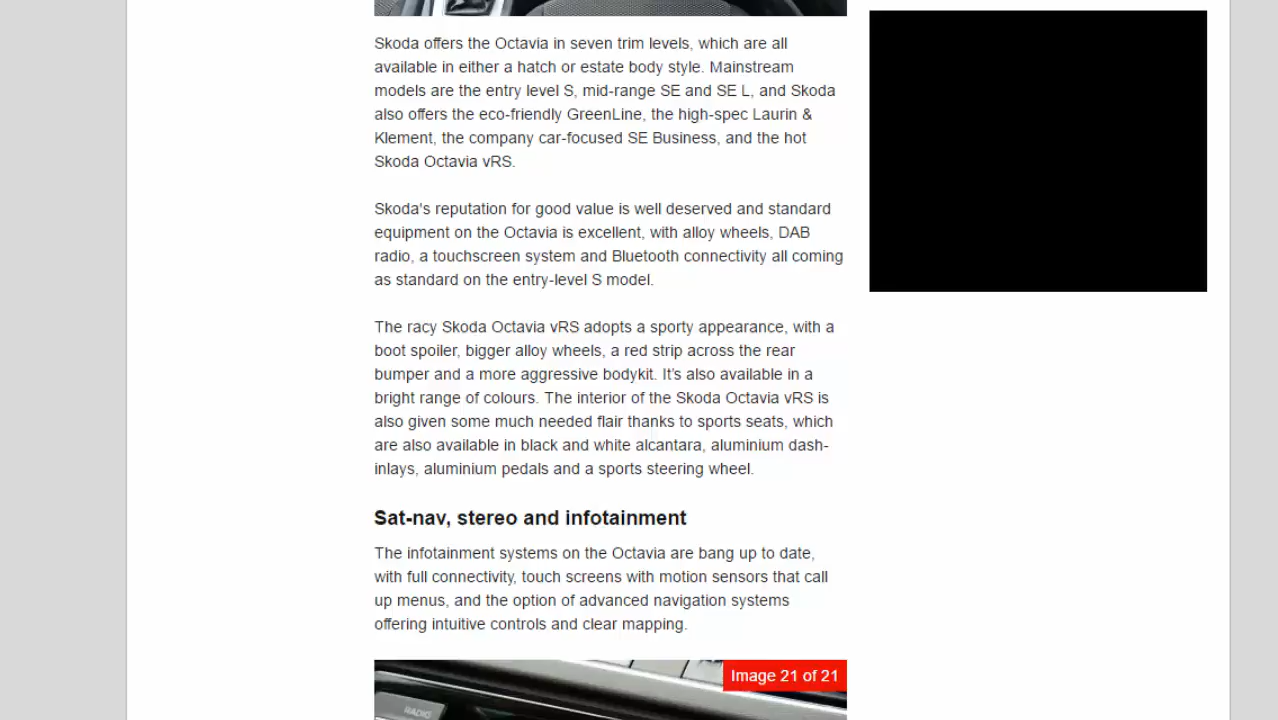 Skoda offers the Octavia in seven trim levels, which are all
available in either a hatch or estate body style. Mainstream
models are the entry level S, mid-range SE and SE L, and Skoda
also offers the eco-friendly GreenLine, the high-spec Laurin &
Klement, the company car-focused SE Business, and the hot
Skoda Octavia vRS.
Skoda's reputation for good value is well deserved and standard
equipment on the Octavia is excellent, with alloy wheels, DAB
radio, a touchscreen system and Bluetooth connectivity all coming
as standard on the entry-level S model.
The racy Skoda Octavia vRS adopts a sporty appearance, with a
boot spoiler, bigger alloy wheels, a red strip across the rear
bumper and a more aggressive bodykit. It’s also available in a
bright range of colours. The interior of the Skoda Octavia vRS is
also given some much needed flair thanks to sports seats, which
are also available in black and white alcantara, aluminium dash-
inlays, aluminium pedals and a sports steering wheel.
Sat-nav, stereo and infotainment
The infotainment systems on the Octavia are bang up to date,
with full connectivity, touch screens with motion sensors that call
up menus, and the option of advanced navigation systems
offering intuitive controls and clear mapping.
Image 21 of 21
RADIO